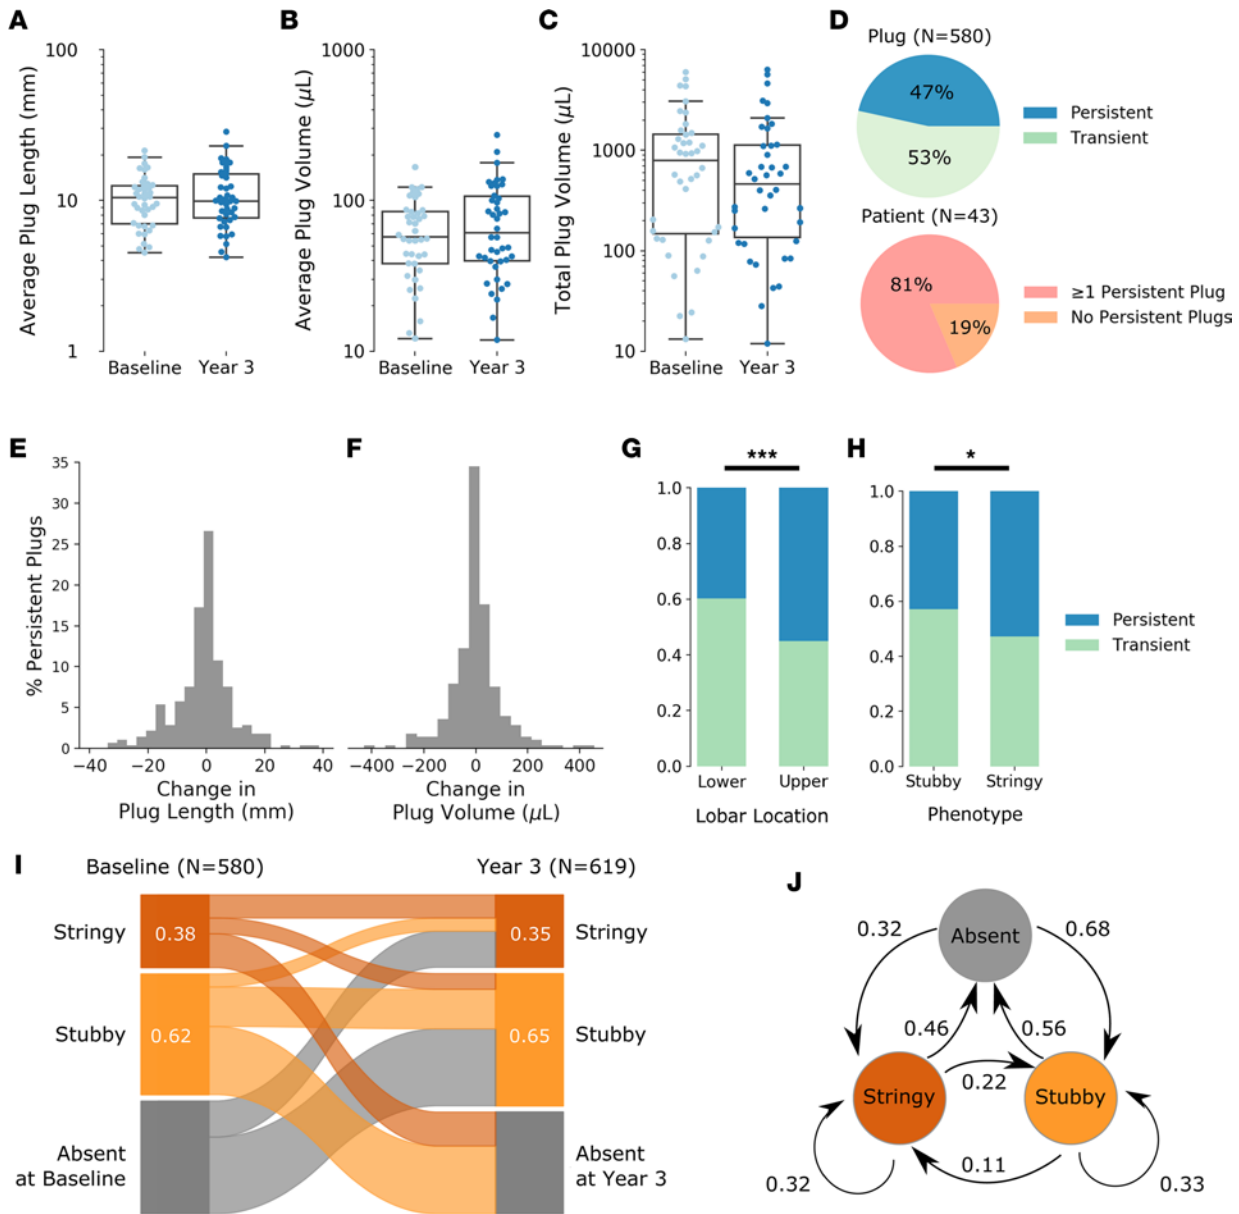 A
Average Plug Length (mm)
100
10
1
Baseline
Year 3
B
Average Plug Volume (μL)
1000
100
10
Baseline
Year 3
C
Total Plug Volume (μL)
10000
1000
100
10
Baseline
Year 3
D
Plug (N=580)
47%
53%
Persistent
Transient
Patient (N=43)
81%
19%
≥1 Persistent Plug
No Persistent Plugs
E
% Persistent Plugs
35
30
25
20
15
10
5
0
−40
−20
0
20
40
Change in
Plug Length (mm)
F
−400
−200
0
200
400
Change in
Plug Volume (μL)
G
***
1.0
0.8
0.6
0.4
0.2
0.0
Lower
Upper
Lobar Location
H
*
1.0
0.8
0.6
0.4
0.2
0.0
Stubby
Stringy
Phenotype
Persistent
Transient
I
Baseline (N=580)
Year 3 (N=619)
Stringy
0.38
0.35
Stringy
Stubby
0.62
0.65
Stubby
Absent
at Baseline
Absent
at Year 3
J
Absent
0.32
0.68
0.46
0.56
Stringy
0.22
Stubby
0.11
0.32
0.33